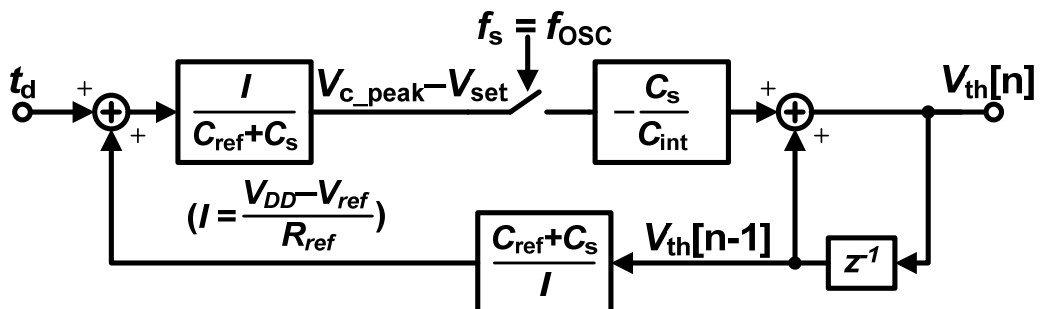 f_s = f_OSC
t_d
+
+
+
I
C_ref+C_s
V_c_peak–V_set
– C_s
C_int
+
+
+
V_th[n]
(I = V_DD–V_ref
R_ref )
C_ref+C_s
I
V_th[n-1]
z^-1